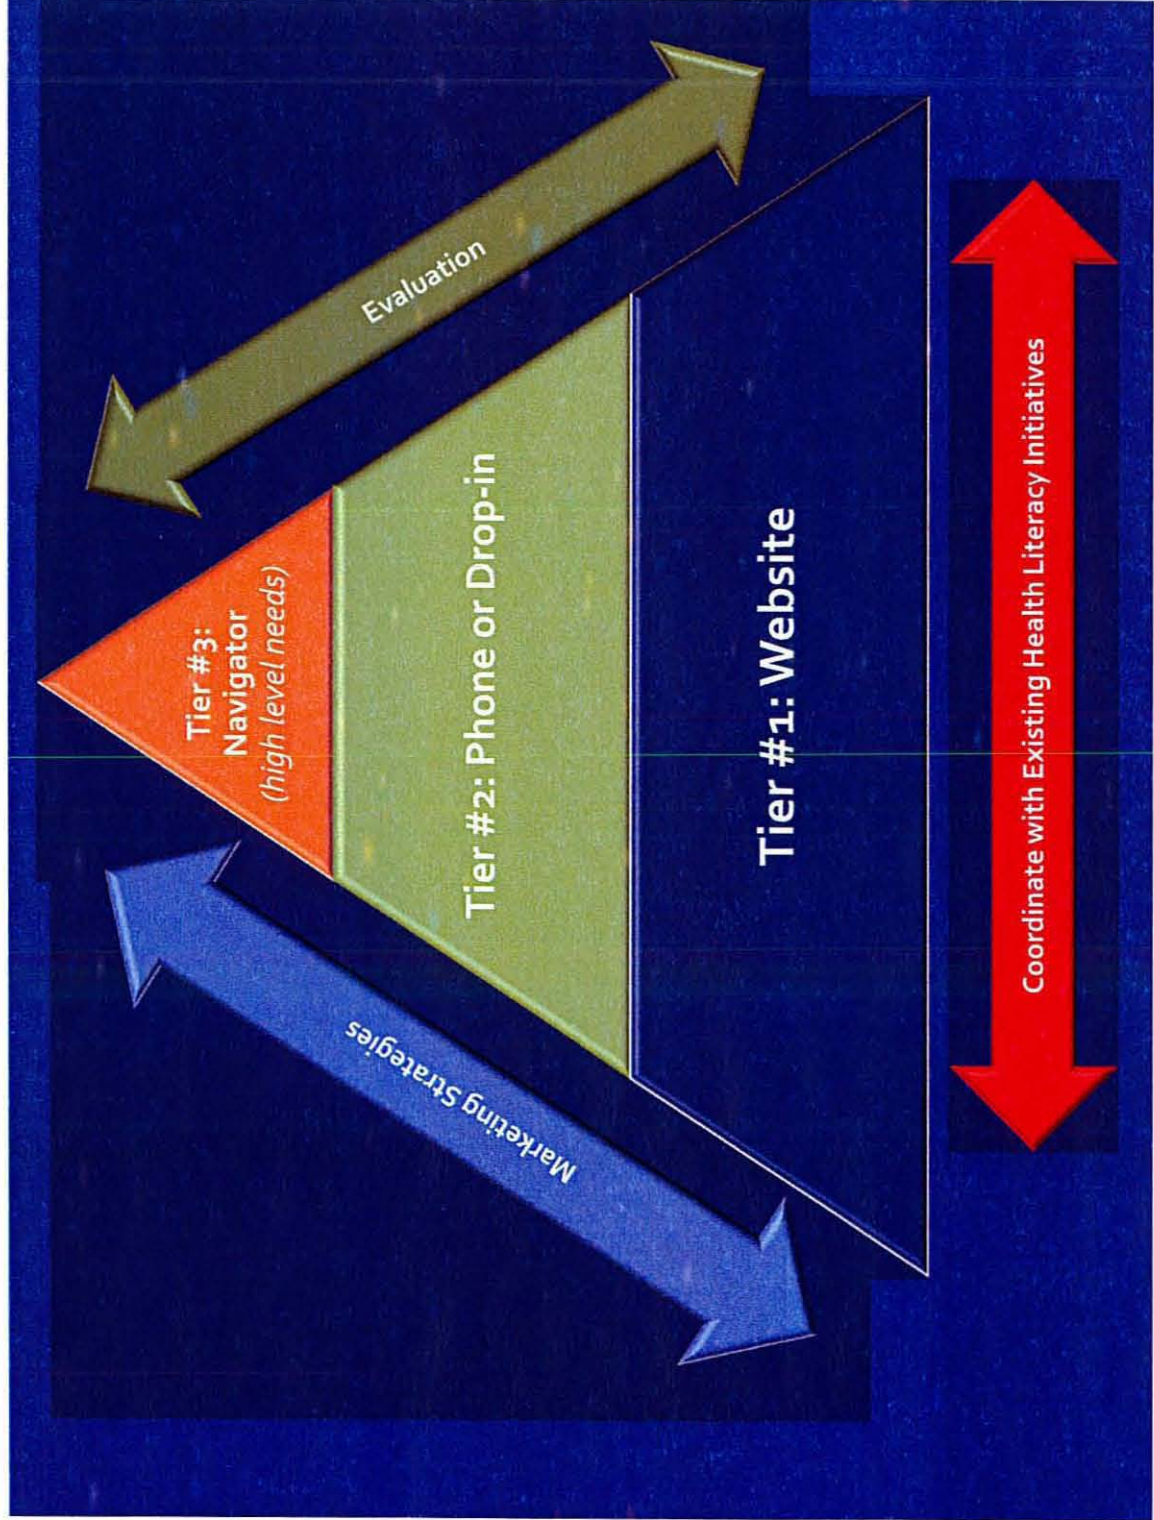 Tier #3:
Navigator
(high level needs)
Tier #2: Phone or Drop-in
Tier #1: Website
Marketing Strategies
Evaluation
Coordinate with Existing Health Literacy Initiatives